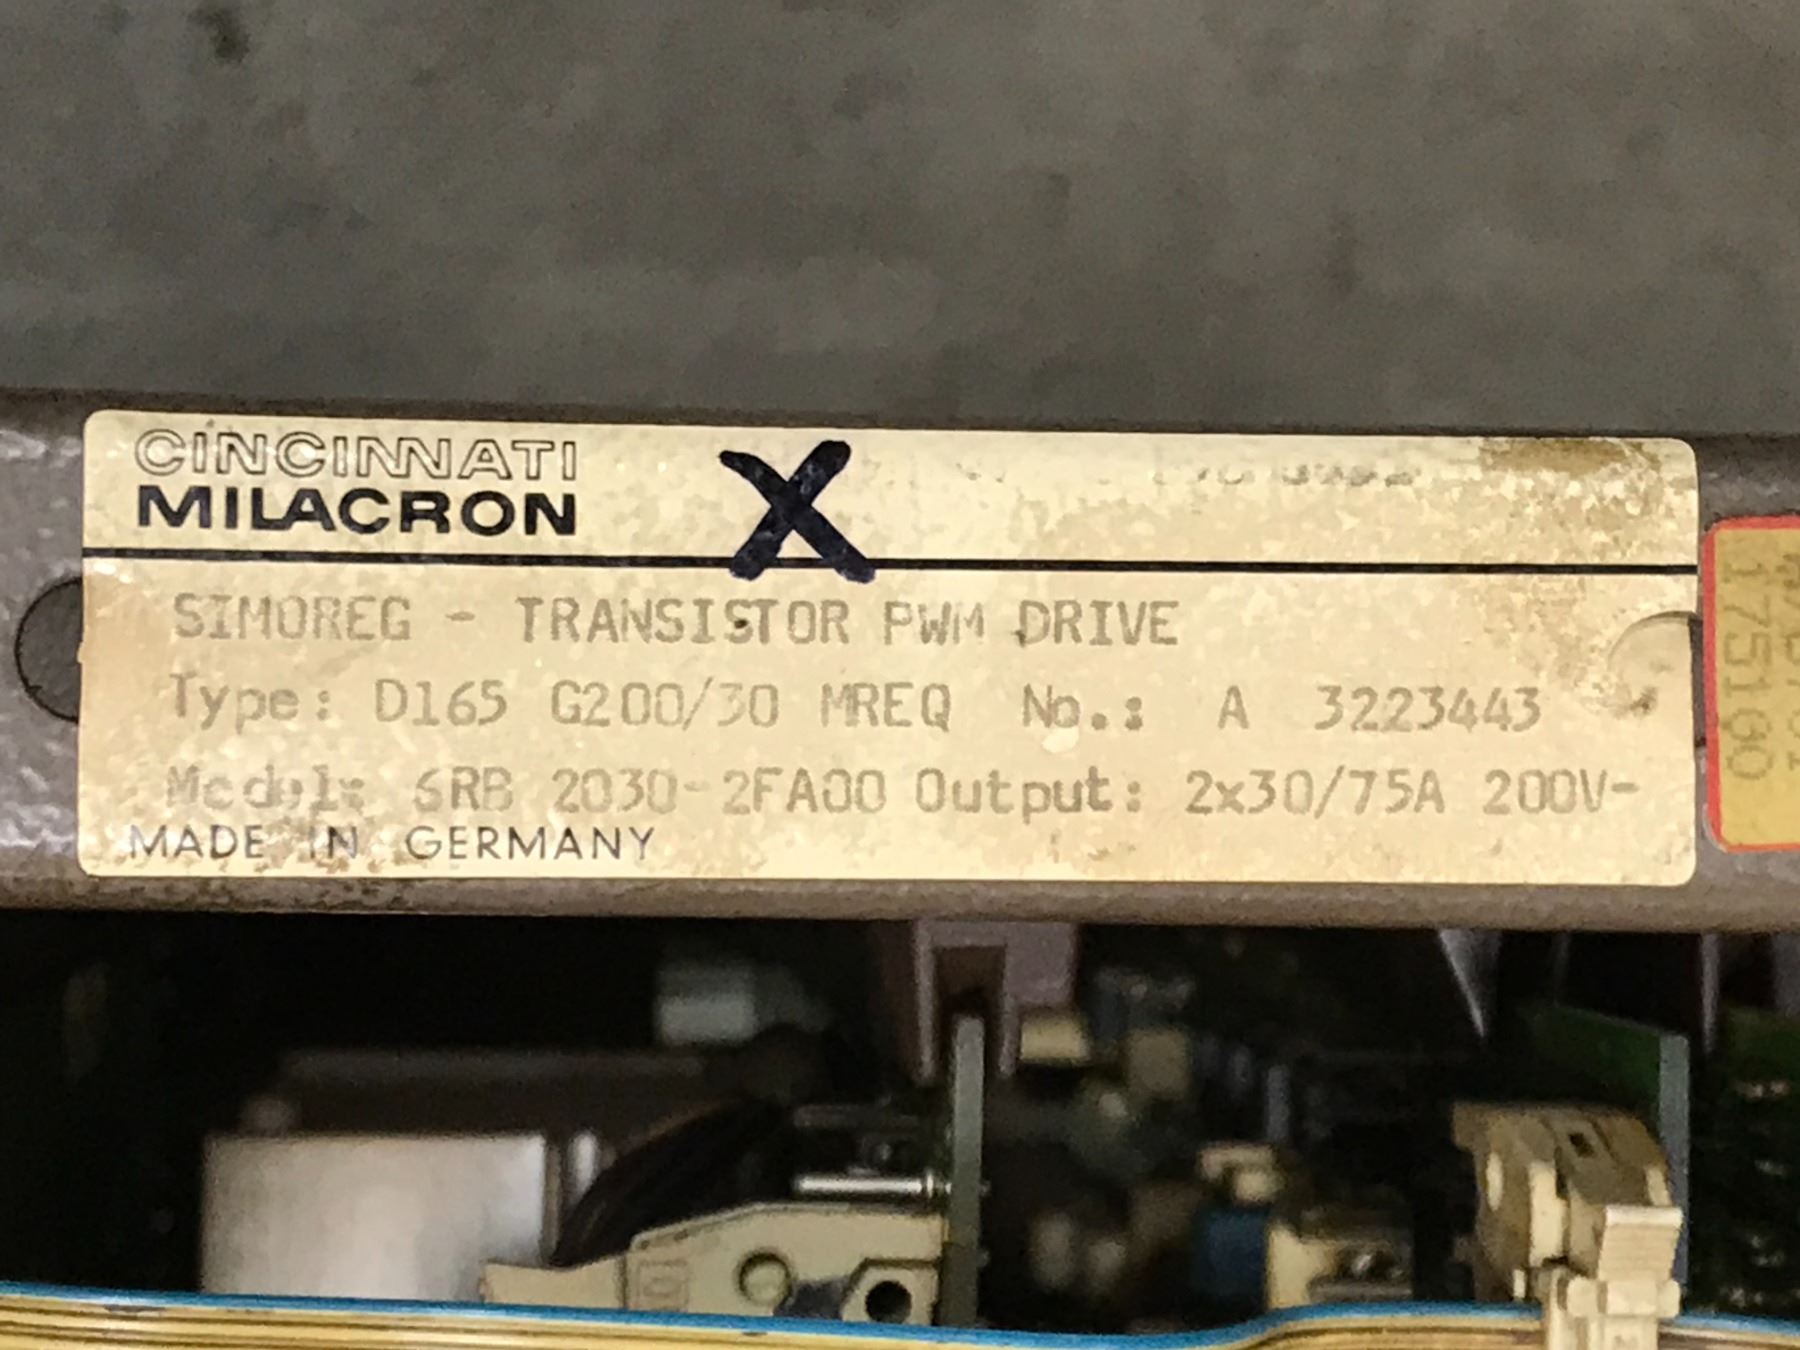 CINCINNATI
MILACRON
X
SIMOREG - TRANSISTOR PWM DRIVE
Type: D165 G200/30 MREQ No.: A 3223443
Model: 6RB 2030-2FA00 Output: 2x30/75A 200V-
MADE IN GERMANY
175100